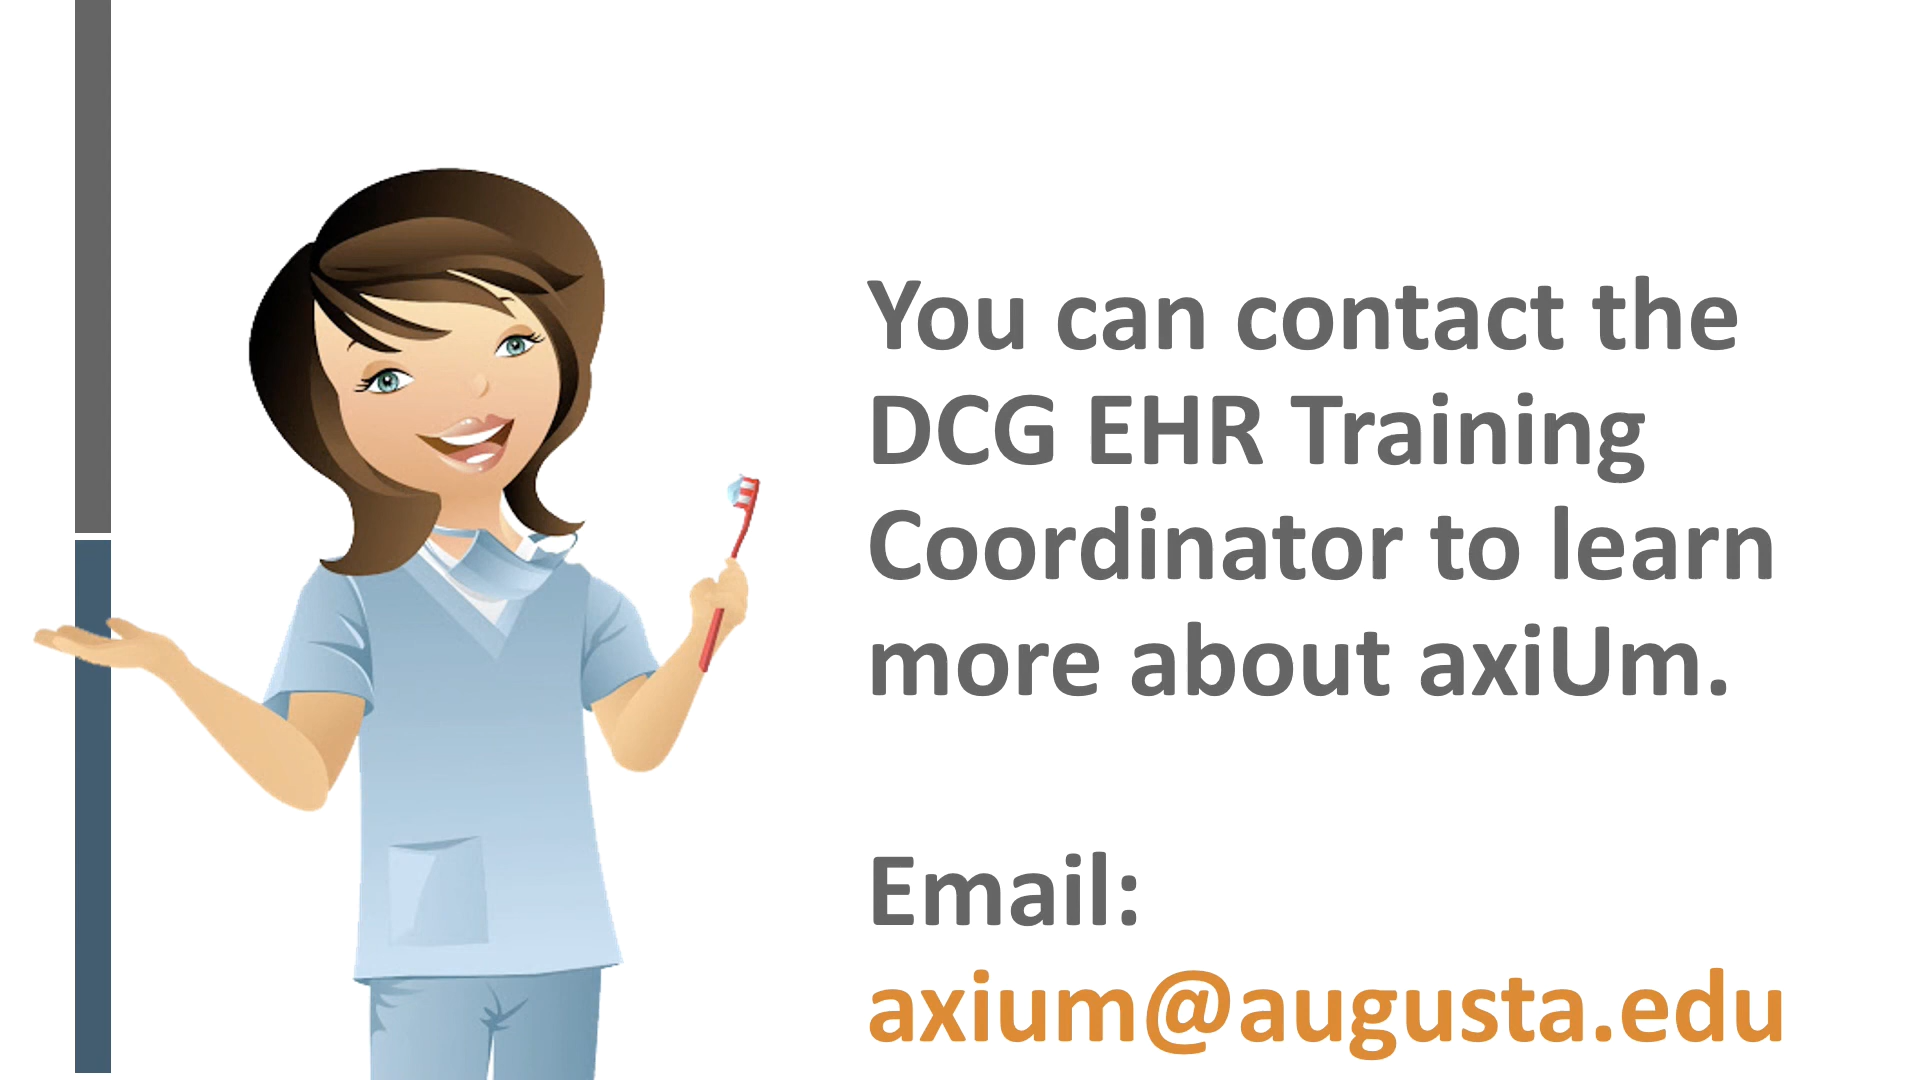 You can contact the
DCG EHR Training
Coordinator to learn
more about axiUm.
Email:
axium@augusta.edu